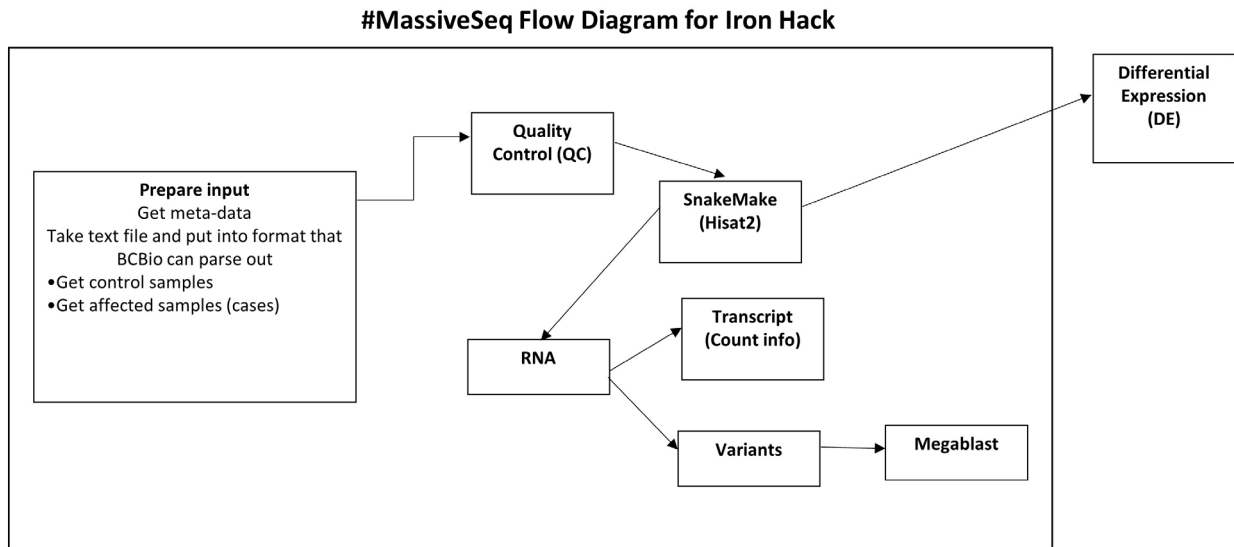 #MassiveSeq Flow Diagram for Iron Hack
Prepare input
Get meta-data
Take text file and put into format that
BCBio can parse out
•Get control samples
•Get affected samples (cases)
Quality
Control (QC)
SnakeMake
(Hisat2)
Differential
Expression
(DE)
RNA
Transcript
(Count info)
Variants
Megablast